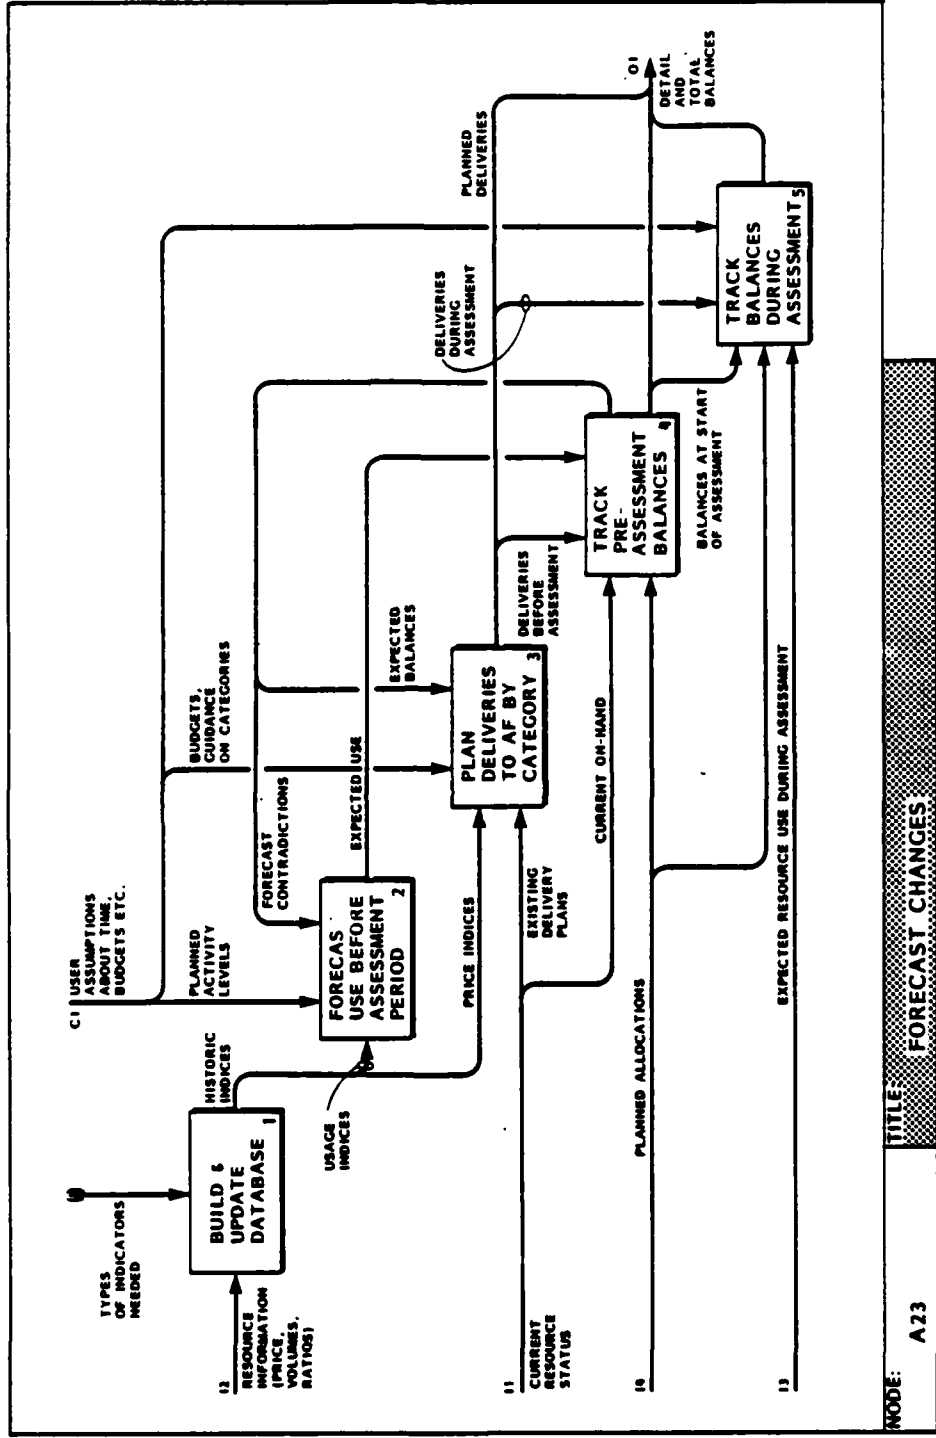 C1
USER
ASSUMPTIONS
ABOUT TIME,
BUDGETS ETC.
TYPES
OF INDICATORS
NEEDED
PLANNED
ACTIVITY
LEVELS
BUDGETS,
GUIDANCE
ON CATEGORIES
I2
RESOURCE
INFORMATION
(PRICE,
VOLUMES,
RATIOS)
BUILD &
UPDATE
DATABASE
1
HISTORIC
INDICES
FORECAST
CONTRADICTIONS
USAGE
INDICES
FORECAS
USE BEFORE
ASSESSMENT
PERIOD
2
EXPECTED USE
EXPECTED
BALANCES
DELIVERIES
DURING
ASSESSMENT
PLANNED
DELIVERIES
PRICE INDICES
PLAN
DELIVERIES
TO AF BY
CATEGORY
3
I1
CURRENT
RESOURCE
STATUS
EXISTING
DELIVERY
PLANS
DELIVERIES
BEFORE
ASSESSMENT
CURRENT ON-HAND
TRACK
PRE-
ASSESSMENT
BALANCES
4
O1
DETAIL
AND
TOTAL
BALANCES
I4
PLANNED ALLOCATIONS
BALANCES AT START
OF ASSESSMENT
TRACK
BALANCES
DURING
ASSESSMENT
5
I3
EXPECTED RESOURCE USE DURING ASSESSMENT
NODE:
A23
TITLE:
FORECAST CHANGES